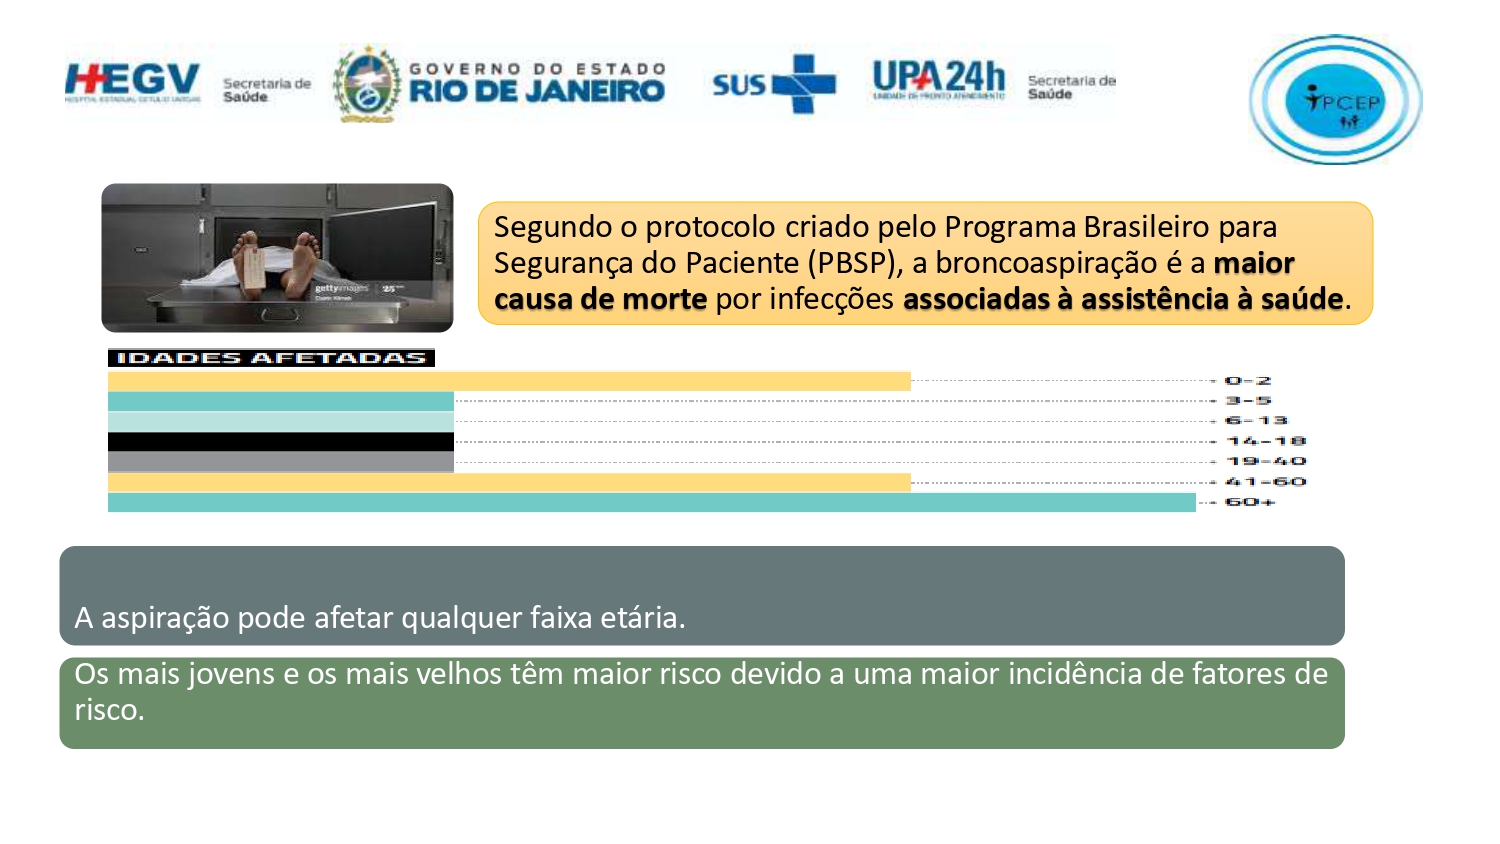 HEGV
HOSPITAL ESTADUAL GETULIO VARGAS
Secretaria de
Saúde
GOVERNO DO ESTADO
RIO DE JANEIRO
SUS
UPA 24h
UNIDADE DE PRONTO ATENDIMENTO
Secretaria de
Saúde
PCEP
gettyimages
Segundo o protocolo criado pelo Programa Brasileiro para
Segurança do Paciente (PBSP), a broncoaspiração é a maior
causa de morte por infecções associadas à assistência à saúde.
IDADES AFETADAS
0-2
3-5
6-13
14-18
19-40
41-60
60+
A aspiração pode afetar qualquer faixa etária.
Os mais jovens e os mais velhos têm maior risco devido a uma maior incidência de fatores de
risco.